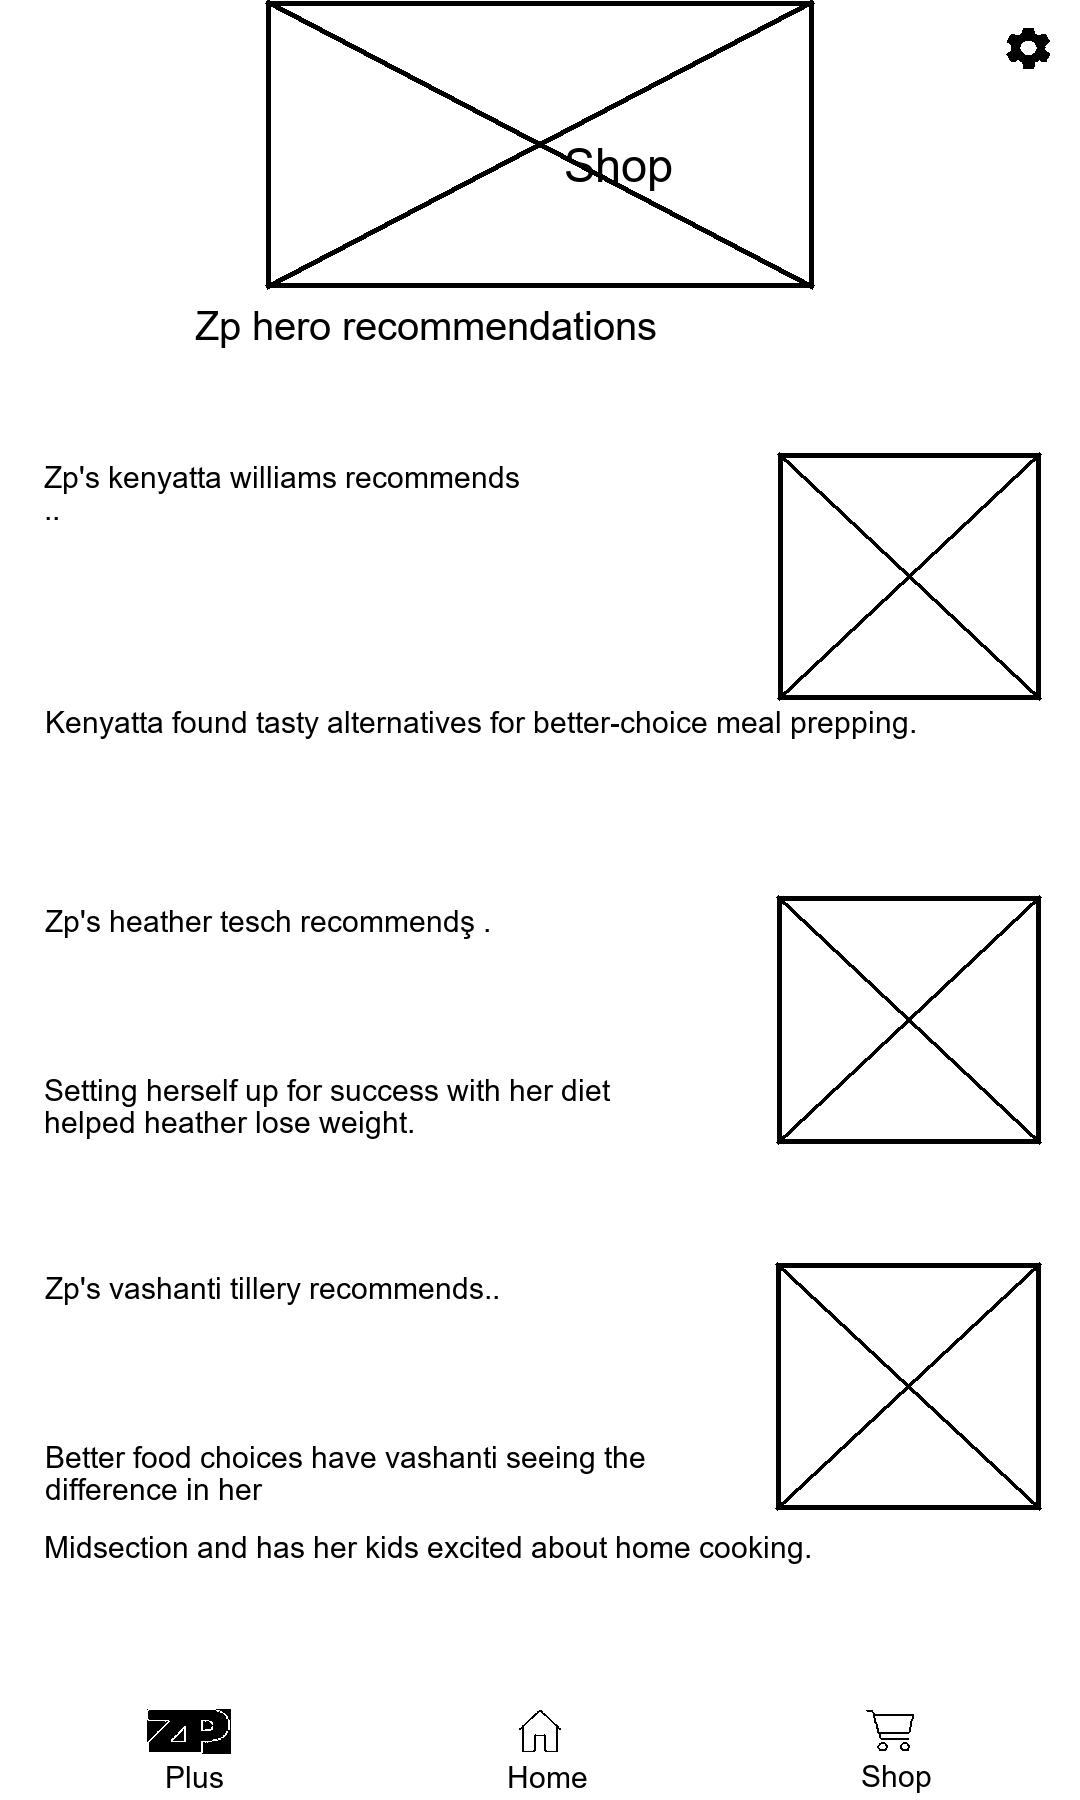 Shop
Zp hero recommendations
Zp's kenyatta williams recommends
..
Kenyatta found tasty alternatives for better-choice meal prepping.
Zp's heather tesch recommendş .
Setting herself up for success with her diet
helped heather lose weight.
Zp's vashanti tillery recommends..
Better food choices have vashanti seeing the
difference in her
Midsection and has her kids excited about home cooking.
ZAP
Plus
Home
Shop